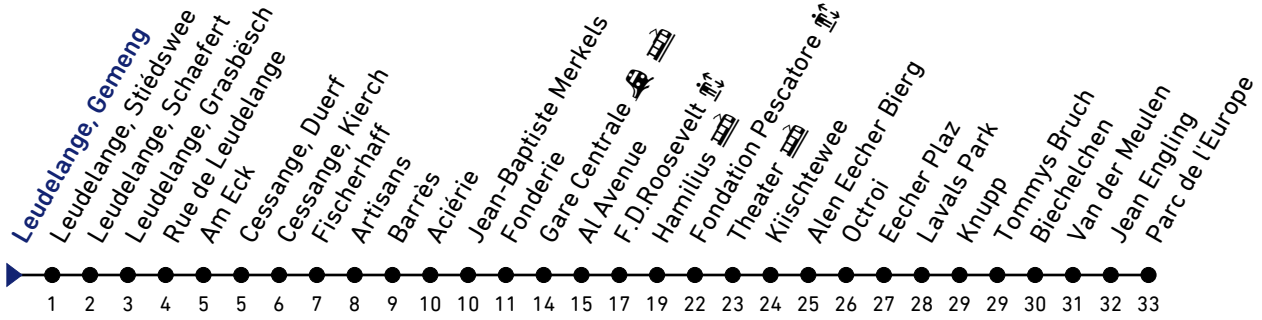 Leudelange, Gemeng
Leudelange, Stiédswee
Leudelange, Schaefert
Leudelange, Grasbësch
Rue de Leudelange
Am Eck
Cessange, Duerf
Cessange, Kierch
Fischerhaff
Artisans
Barrès
Aciérie
Jean-Baptiste Merkels
Fonderie
Gare Centrale
Al Avenue
F.D.Roosevelt
Hamilius
Fondation Pescatore
Theater
Kiischtewee
Alen Eecher Bierg
Octroi
Eecher Plaz
Lavals Park
Knupp
Tommys Bruch
Biechelchen
Van der Meulen
Jean Engling
Parc de l'Europe
1 2 3 4 5 5 6 7 8 9 10 10 11 14 15 17 19 22 23 24 25 26 27 28 29 29 30 31 32 33